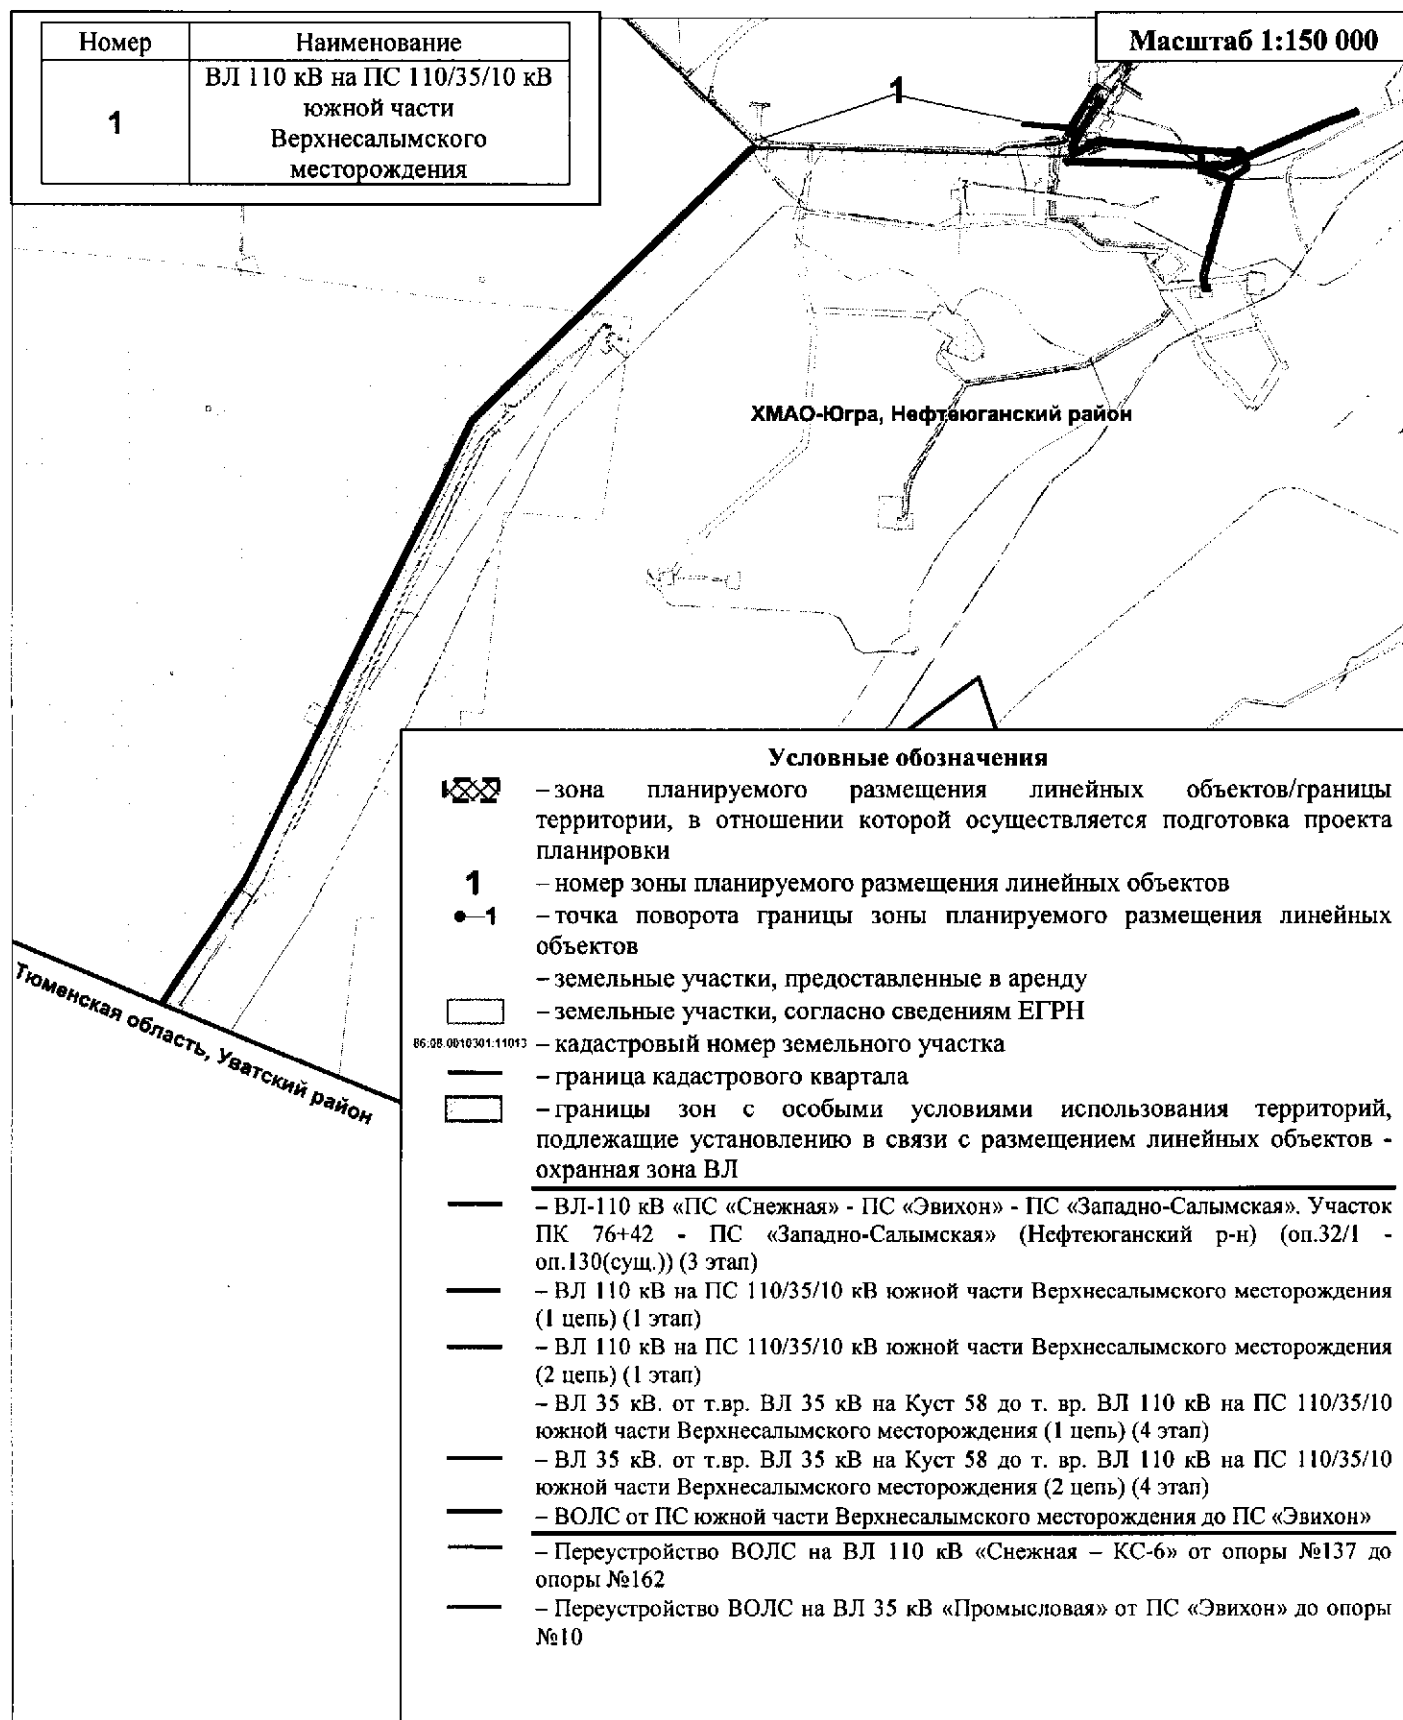 Номер
Наименование
1
ВЛ 110 кВ на ПС 110/35/10 кВ
южной части
Верхнесалымского
месторождения
Масштаб 1:150 000
1
ХМАО-Югра, Нефтеюганский район
Тюменская область, Уватский район
Условные обозначения
– зона планируемого размещения линейных объектов/границы
территории, в отношении которой осуществляется подготовка проекта
планировки
1 – номер зоны планируемого размещения линейных объектов
1 – точка поворота границы зоны планируемого размещения линейных
объектов
– земельные участки, предоставленные в аренду
– земельные участки, согласно сведениям ЕГРН
86:08:0010301:11013 – кадастровый номер земельного участка
– граница кадастрового квартала
– границы зон с особыми условиями использования территорий,
подлежащие установлению в связи с размещением линейных объектов -
охранная зона ВЛ
– ВЛ-110 кВ «ПС «Снежная» - ПС «Эвихон» - ПС «Западно-Салымская». Участок
ПК 76+42 - ПС «Западно-Салымская» (Нефтеюганский р-н) (оп.32/1 -
оп.130(сущ.)) (3 этап)
– ВЛ 110 кВ на ПС 110/35/10 кВ южной части Верхнесалымского месторождения
(1 цепь) (1 этап)
– ВЛ 110 кВ на ПС 110/35/10 кВ южной части Верхнесалымского месторождения
(2 цепь) (1 этап)
– ВЛ 35 кВ. от т.вр. ВЛ 35 кВ на Куст 58 до т. вр. ВЛ 110 кВ на ПС 110/35/10
южной части Верхнесалымского месторождения (1 цепь) (4 этап)
– ВЛ 35 кВ. от т.вр. ВЛ 35 кВ на Куст 58 до т. вр. ВЛ 110 кВ на ПС 110/35/10
южной части Верхнесалымского месторождения (2 цепь) (4 этап)
– ВОЛС от ПС южной части Верхнесалымского месторождения до ПС «Эвихон»
– Переустройство ВОЛС на ВЛ 110 кВ «Снежная – КС-6» от опоры №137 до
опоры №162
– Переустройство ВОЛС на ВЛ 35 кВ «Промысловая» от ПС «Эвихон» до опоры
№10